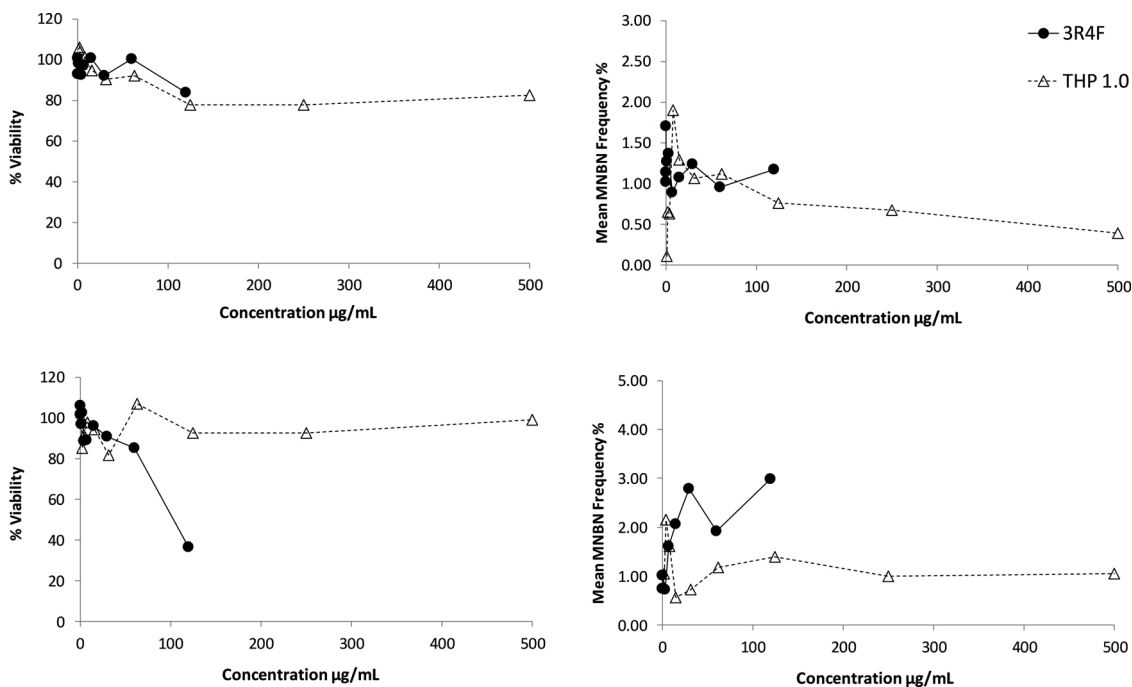 120
100
80
60
40
20
0
% Viability
0 100 200 300 400 500
Concentration µg/mL
3.00
2.50
2.00
1.50
1.00
0.50
0.00
Mean MNBN Frequency %
0 100 200 300 400 500
Concentration µg/mL
3R4F
THP 1.0
120
100
80
60
40
20
0
% Viability
0 100 200 300 400 500
Concentration µg/mL
5.00
4.00
3.00
2.00
1.00
0.00
Mean MNBN Frequency %
0 100 200 300 400 500
Concentration µg/mL